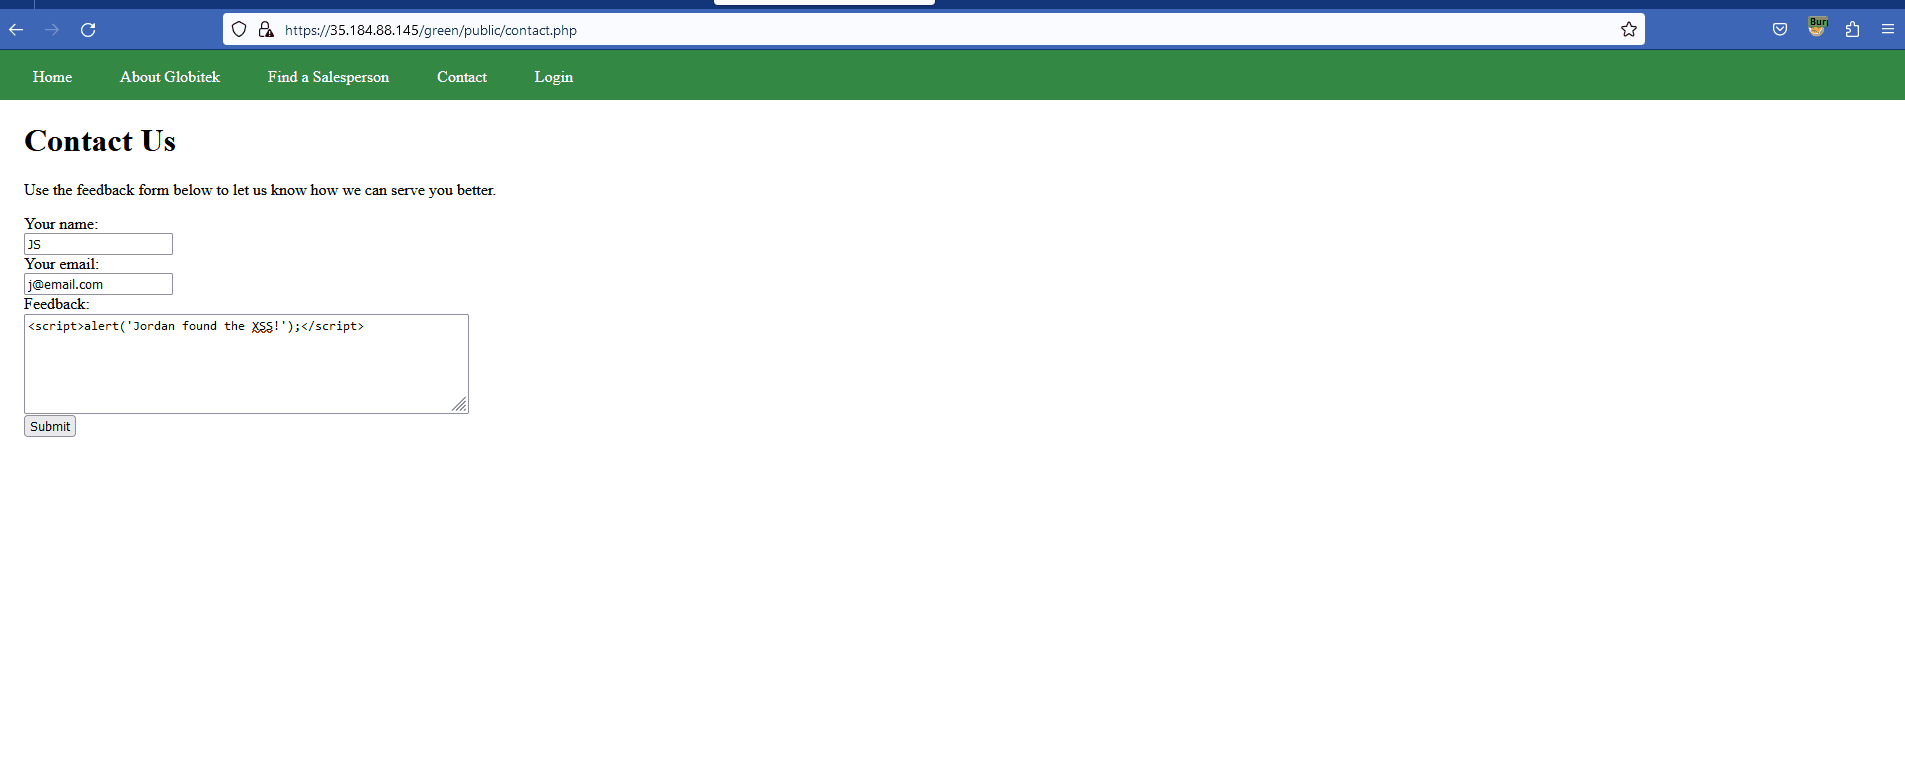 https://35.184.88.145/green/public/contact.php
Burp
Home About Globitek Find a Salesperson Contact Login
Contact Us
Use the feedback form below to let us know how we can serve you better.
Your name:
JS
Your email:
j@email.com
Feedback:
<script>alert('Jordan found the XSS!');</script>
Submit